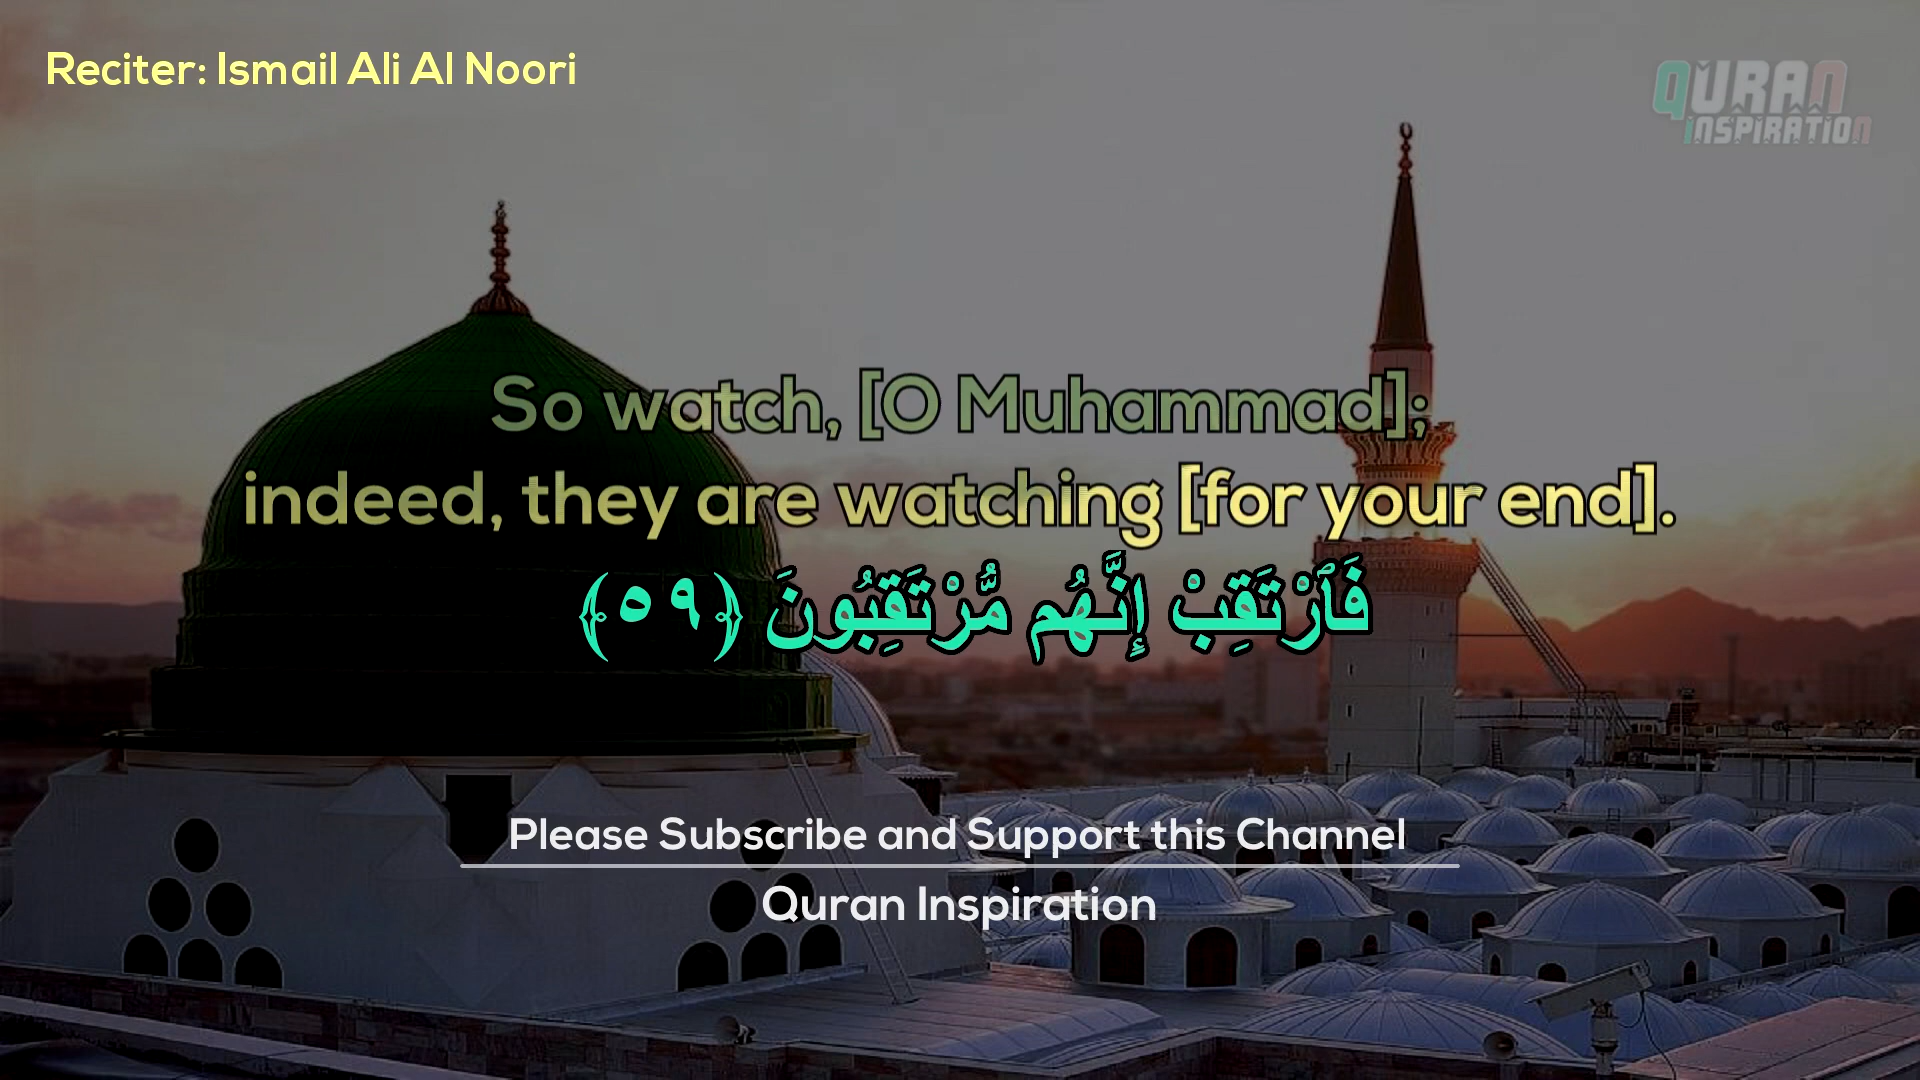 Reciter: Ismail Ali Al Noori
QURAN
INSPIRATION
So watch, [O Muhammad];
indeed, they are watching [for your end].
فَٱرْتَقِبْ إِنَّهُم مُّرْتَقِبُونَ ﴿٥٩﴾
Please Subscribe and Support this Channel
Quran Inspiration